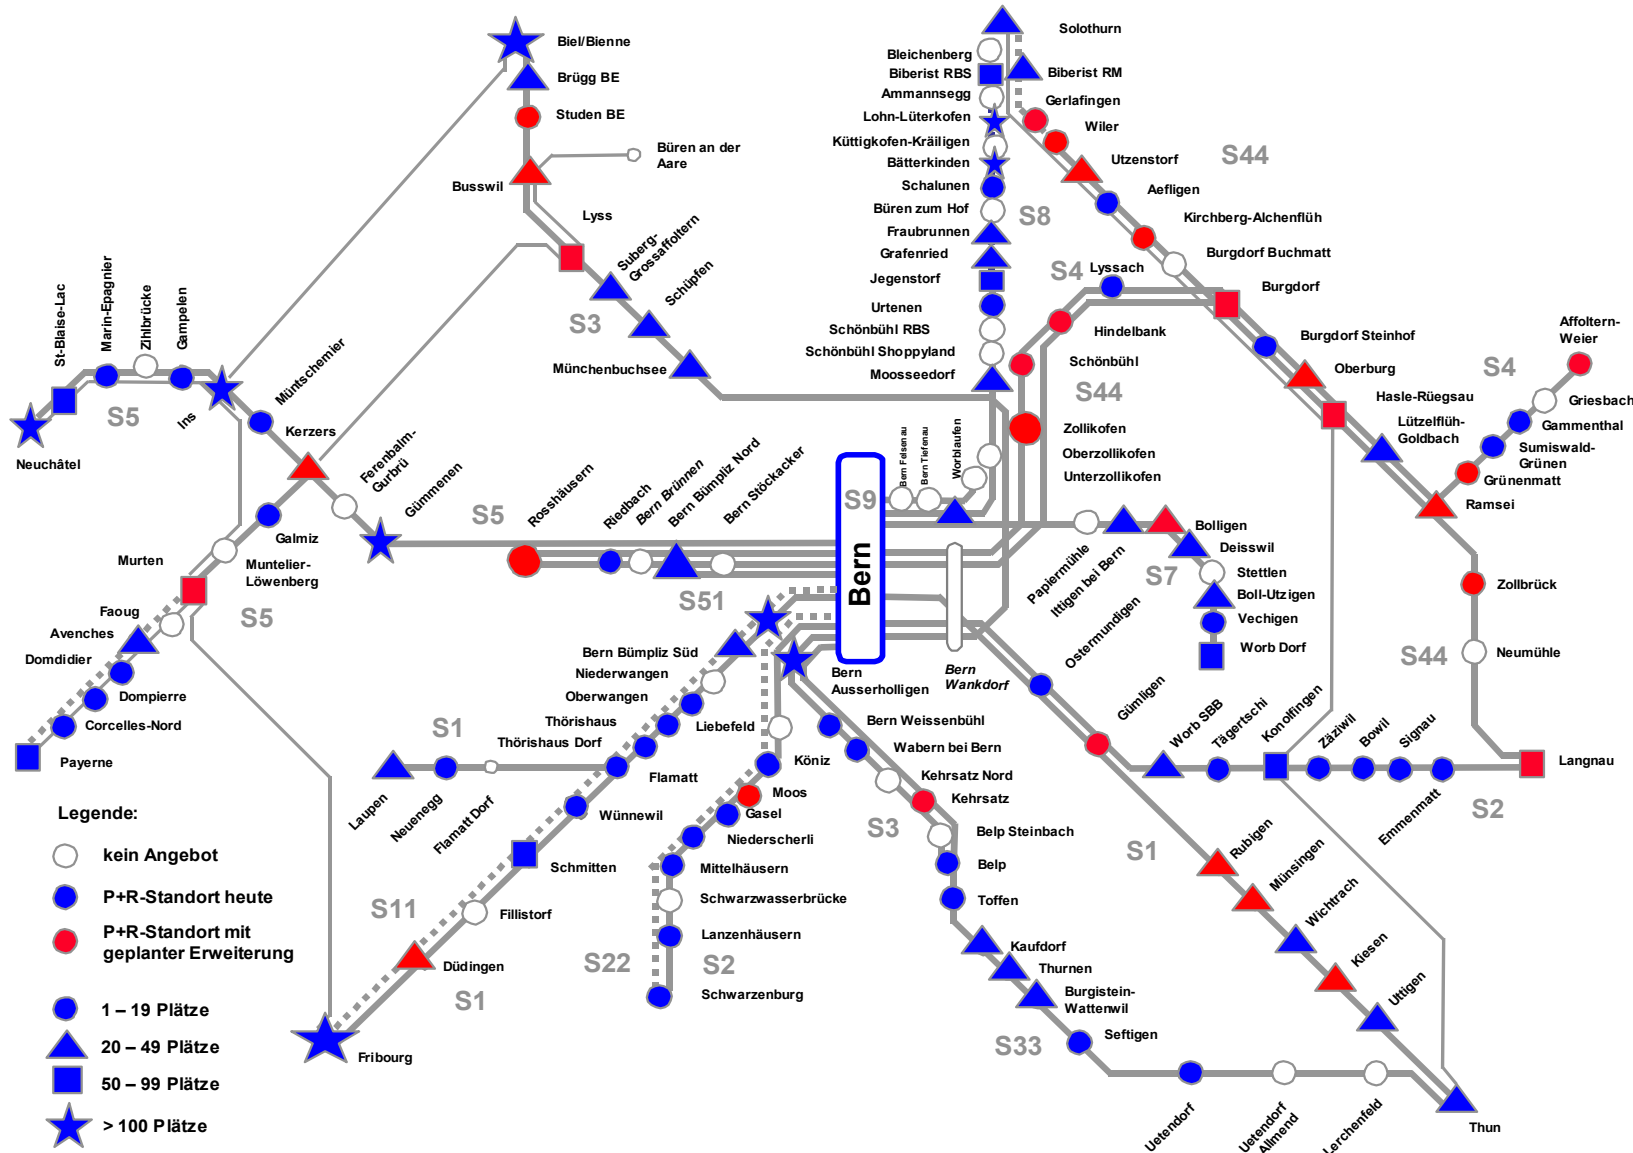 Biel/Bienne
Brügg BE
Studen BE
Büren an der
Aare
Busswil
Lyss
Suberg-
Grossaffoltern
Schüpfen
S3
Münchenbuchsee
Solothurn
Bleichenberg
Biberist RBS
Biberist RM
Ammannsegg
Gerlafingen
Lohn-Lüterkofen
Wiler
Küttigkofen-Kräiligen
Utzenstorf
S44
Bätterkinden
Schalunen
Aefligen
Büren zum Hof
S8
Kirchberg-Alchenflüh
Fraubrunnen
Grafenried
Burgdorf Buchmatt
Jegenstorf
S4
Lyssach
Burgdorf
Urtenen
Schönbühl RBS
Hindelbank
Burgdorf Steinhof
Schönbühl Shoppyland
Schönbühl
Oberburg
Moosseedorf
S44
Hasle-Rüegsau
Affoltern-
Weier
S4
Griesbach
Lützelflüh-
Goldbach
Gammenthal
Sumiswald-
Grünen
Grünenmatt
Ramsei
Zollikofen
Oberzollikofen
Unterzollikofen
Zollbrück
S44
Neumühle
Langnau
St-Blaise-Lac
Marin-Epagnier
Zihlbrücke
Gampelen
S5
Ins
Müntschemier
Neuchâtel
Kerzers
Ferenbalm-
Gurbrü
Gümmenen
Galmiz
Murten
Muntelier-
Löwenberg
S5
Faoug
Avenches
Domdidier
Dompierre
Corcelles-Nord
Payerne
S5
Rosshäusern
Riedbach
Bern Brünnen
Bern Bümpliz Nord
Bern Stöckacker
S51
Bern
S9
Bern Felsenau
Bern Tiefenau
Worblaufen
Papiermühle
Ittigen bei Bern
Bolligen
Deisswil
S7
Stettlen
Boll-Utzigen
Vechigen
Worb Dorf
Bern
Wankdorf
Ostermundigen
Gümligen
Worb SBB
Tägertschi
Konolfingen
Zäziwil
Bowil
Signau
Emmenmatt
S2
S1
Rubigen
Münsingen
Wichtrach
Kiesen
Uttigen
Thun
Bern
Ausserholligen
Bern Weissenbühl
Wabern bei Bern
Kehrsatz Nord
Kehrsatz
S3
Belp Steinbach
Belp
Toffen
Kaufdorf
Thurnen
Burgistein-
Wattenwil
S33
Seftigen
Uetendorf
Uetendorf
Allmend
Lerchenfeld
Bern Bümpliz Süd
Niederwangen
Oberwangen
Thörishaus
Thörishaus Dorf
Flamatt
S1
Laupen
Neuenegg
Flamatt Dorf
Wünnewil
Schmitten
S11
Fillistorf
Düdingen
S1
Fribourg
Liebefeld
Köniz
Moos
Gasel
Niederscherli
Mittelhäusern
Schwarzwasserbrücke
Lanzenhäusern
S22
S2
Schwarzenburg
Legende:
kein Angebot
P+R-Standort heute
P+R-Standort mit
geplanter Erweiterung
1 – 19 Plätze
20 – 49 Plätze
50 – 99 Plätze
> 100 Plätze